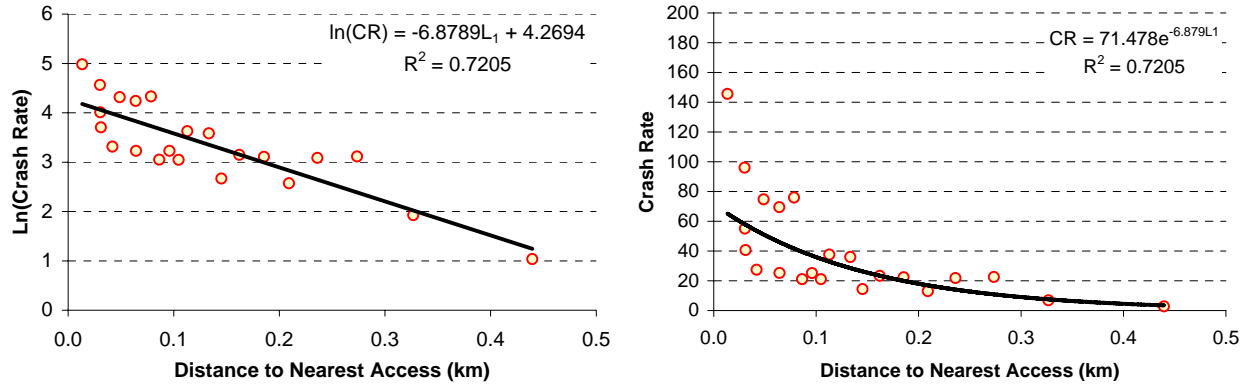 6
5
4
3
2
1
0
Ln(Crash Rate)
ln(CR) = -6.8789L₁ + 4.2694
R² = 0.7205
0.0 0.1 0.2 0.3 0.4 0.5
Distance to Nearest Access (km)
200
180
160
140
120
100
80
60
40
20
0
Crash Rate
CR = 71.478e^-6.879L1
R² = 0.7205
0.0 0.1 0.2 0.3 0.4 0.5
Distance to Nearest Access (km)